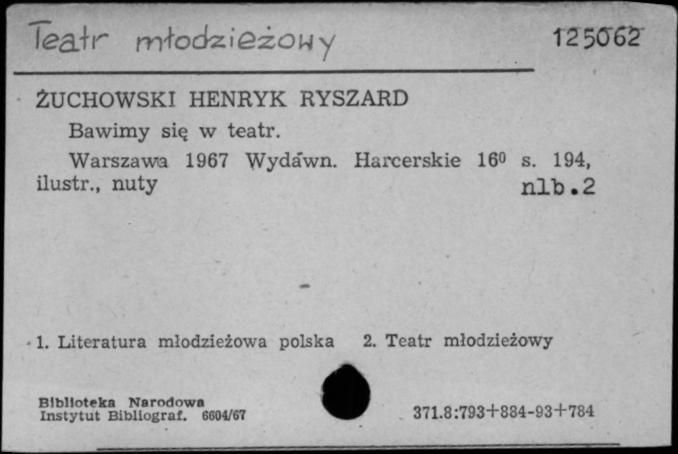 Teatr młodzieżowy 125062
ŻUCHOWSKI HENRYK RYSZARD
Bawimy się w teatr.
Warszawa 1967 Wydawn. Harcerskie 16⁰ s. 194,
ilustr., nuty nlb.2
1. Literatura młodzieżowa polska 2. Teatr młodzieżowy
Biblioteka Narodowa
Instytut Bibliograf. 6604/67 371.8:793+884-93+784